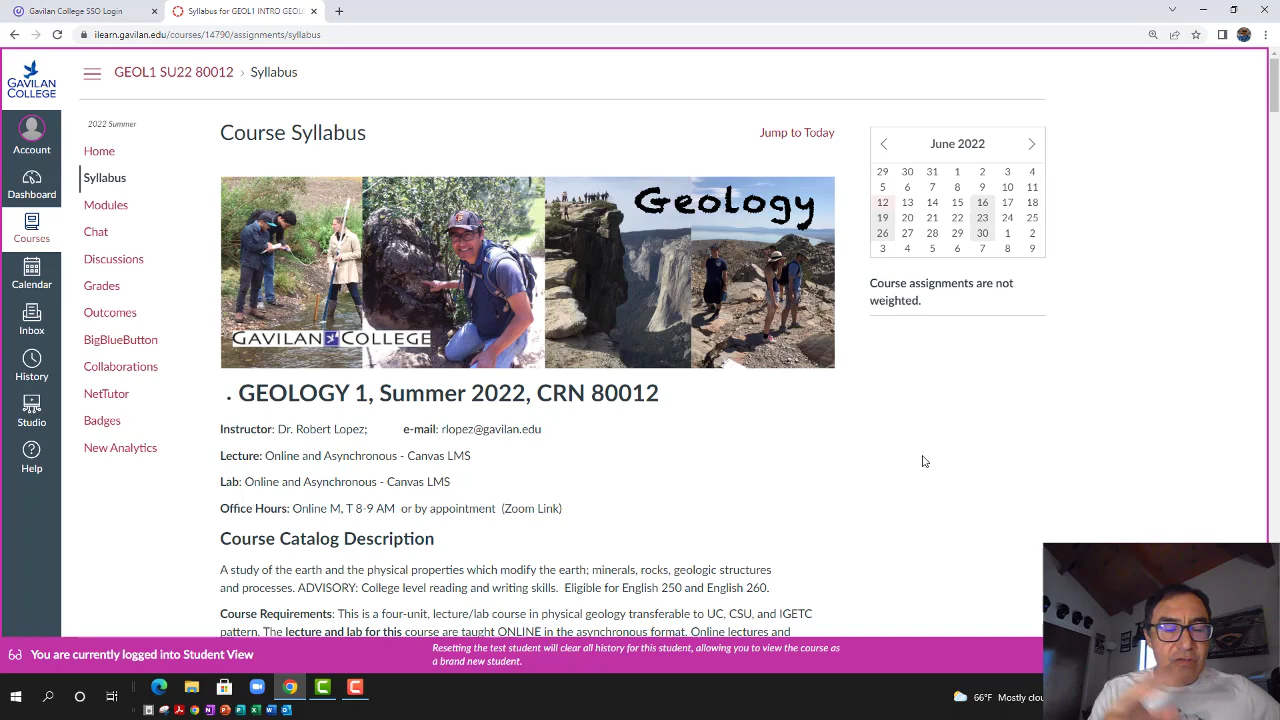 Gavilan College SSO Login
Syllabus for GEOL1 INTRO GEOL
ilearn.gavilan.edu/courses/14790/assignments/syllabus
GAVILAN
COLLEGE
GEOL1 SU22 80012 › Syllabus
Account
Dashboard
Courses
Calendar
Inbox
History
Studio
Help
2022 Summer
Home
Syllabus
Modules
Chat
Discussions
Grades
Outcomes
BigBlueButton
Collaborations
NetTutor
Badges
New Analytics
Course Syllabus
Jump to Today
Geology
GAVILAN COLLEGE
• GEOLOGY 1, Summer 2022, CRN 80012
Instructor: Dr. Robert Lopez; e-mail: rlopez@gavilan.edu
Lecture: Online and Asynchronous - Canvas LMS
Lab: Online and Asynchronous - Canvas LMS
Office Hours: Online M, T 8-9 AM or by appointment (Zoom Link)
Course Catalog Description
A study of the earth and the physical properties which modify the earth; minerals, rocks, geologic structures
and processes. ADVISORY: College level reading and writing skills. Eligible for English 250 and English 260.
Course Requirements: This is a four-unit, lecture/lab course in physical geology transferable to UC, CSU, and IGETC
pattern. The lecture and lab for this course are taught ONLINE in the asynchronous format. Online lectures and
June 2022
29 30 31 1 2 3 4
5 6 7 8 9 10 11
12 13 14 15 16 17 18
19 20 21 22 23 24 25
26 27 28 29 30 1 2
3 4 5 6 7 8 9
Course assignments are not
weighted.
You are currently logged into Student View
Resetting the test student will clear all history for this student, allowing you to view the course as
a brand new student.
66°F Mostly clou